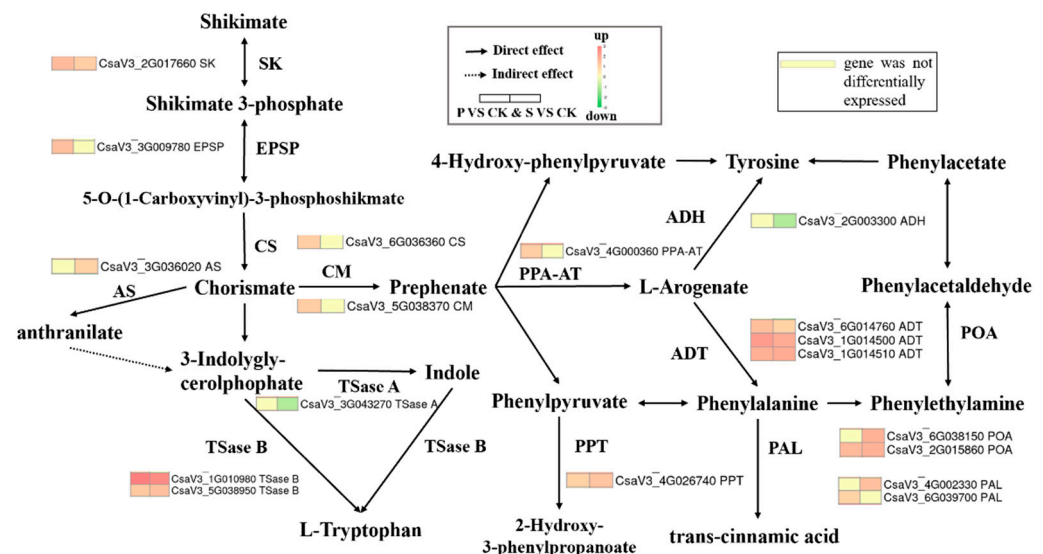 Shikimate
CsaV3_2G017660 SK
SK
Shikimate 3-phosphate
CsaV3_3G009780 EPSP
EPSP
5-O-(1-Carboxyvinyl)-3-phosphoshikmate
CS
CsaV3_6G036360 CS
CsaV3_3G036020 AS
AS
Chorismate
CM
Prephenate
CsaV3_5G038370 CM
anthranilate
3-Indolygly-
cerolphophate
TSase A
Indole
CsaV3_3G043270 TSase A
TSase B
TSase B
CsaV3_1G010980 TSase B
CsaV3_5G038950 TSase B
L-Tryptophan
Direct effect
Indirect effect
P VS CK & S VS CK
up
3
2
1
0
down
gene was not
differentially
expressed
4-Hydroxy-phenylpyruvate
Tyrosine
Phenylacetate
ADH
CsaV3_2G003300 ADH
CsaV3_4G000360 PPA-AT
PPA-AT
L-Arogenate
Phenylacetaldehyde
CsaV3_6G014760 ADT
CsaV3_1G014500 ADT
CsaV3_1G014510 ADT
ADT
POA
Phenylpyruvate
Phenylalanine
Phenylethylamine
CsaV3_6G038150 POA
CsaV3_2G015860 POA
PPT
PAL
CsaV3_4G026740 PPT
CsaV3_4G002330 PAL
CsaV3_6G039700 PAL
2-Hydroxy-
3-phenylpropanoate
trans-cinnamic acid